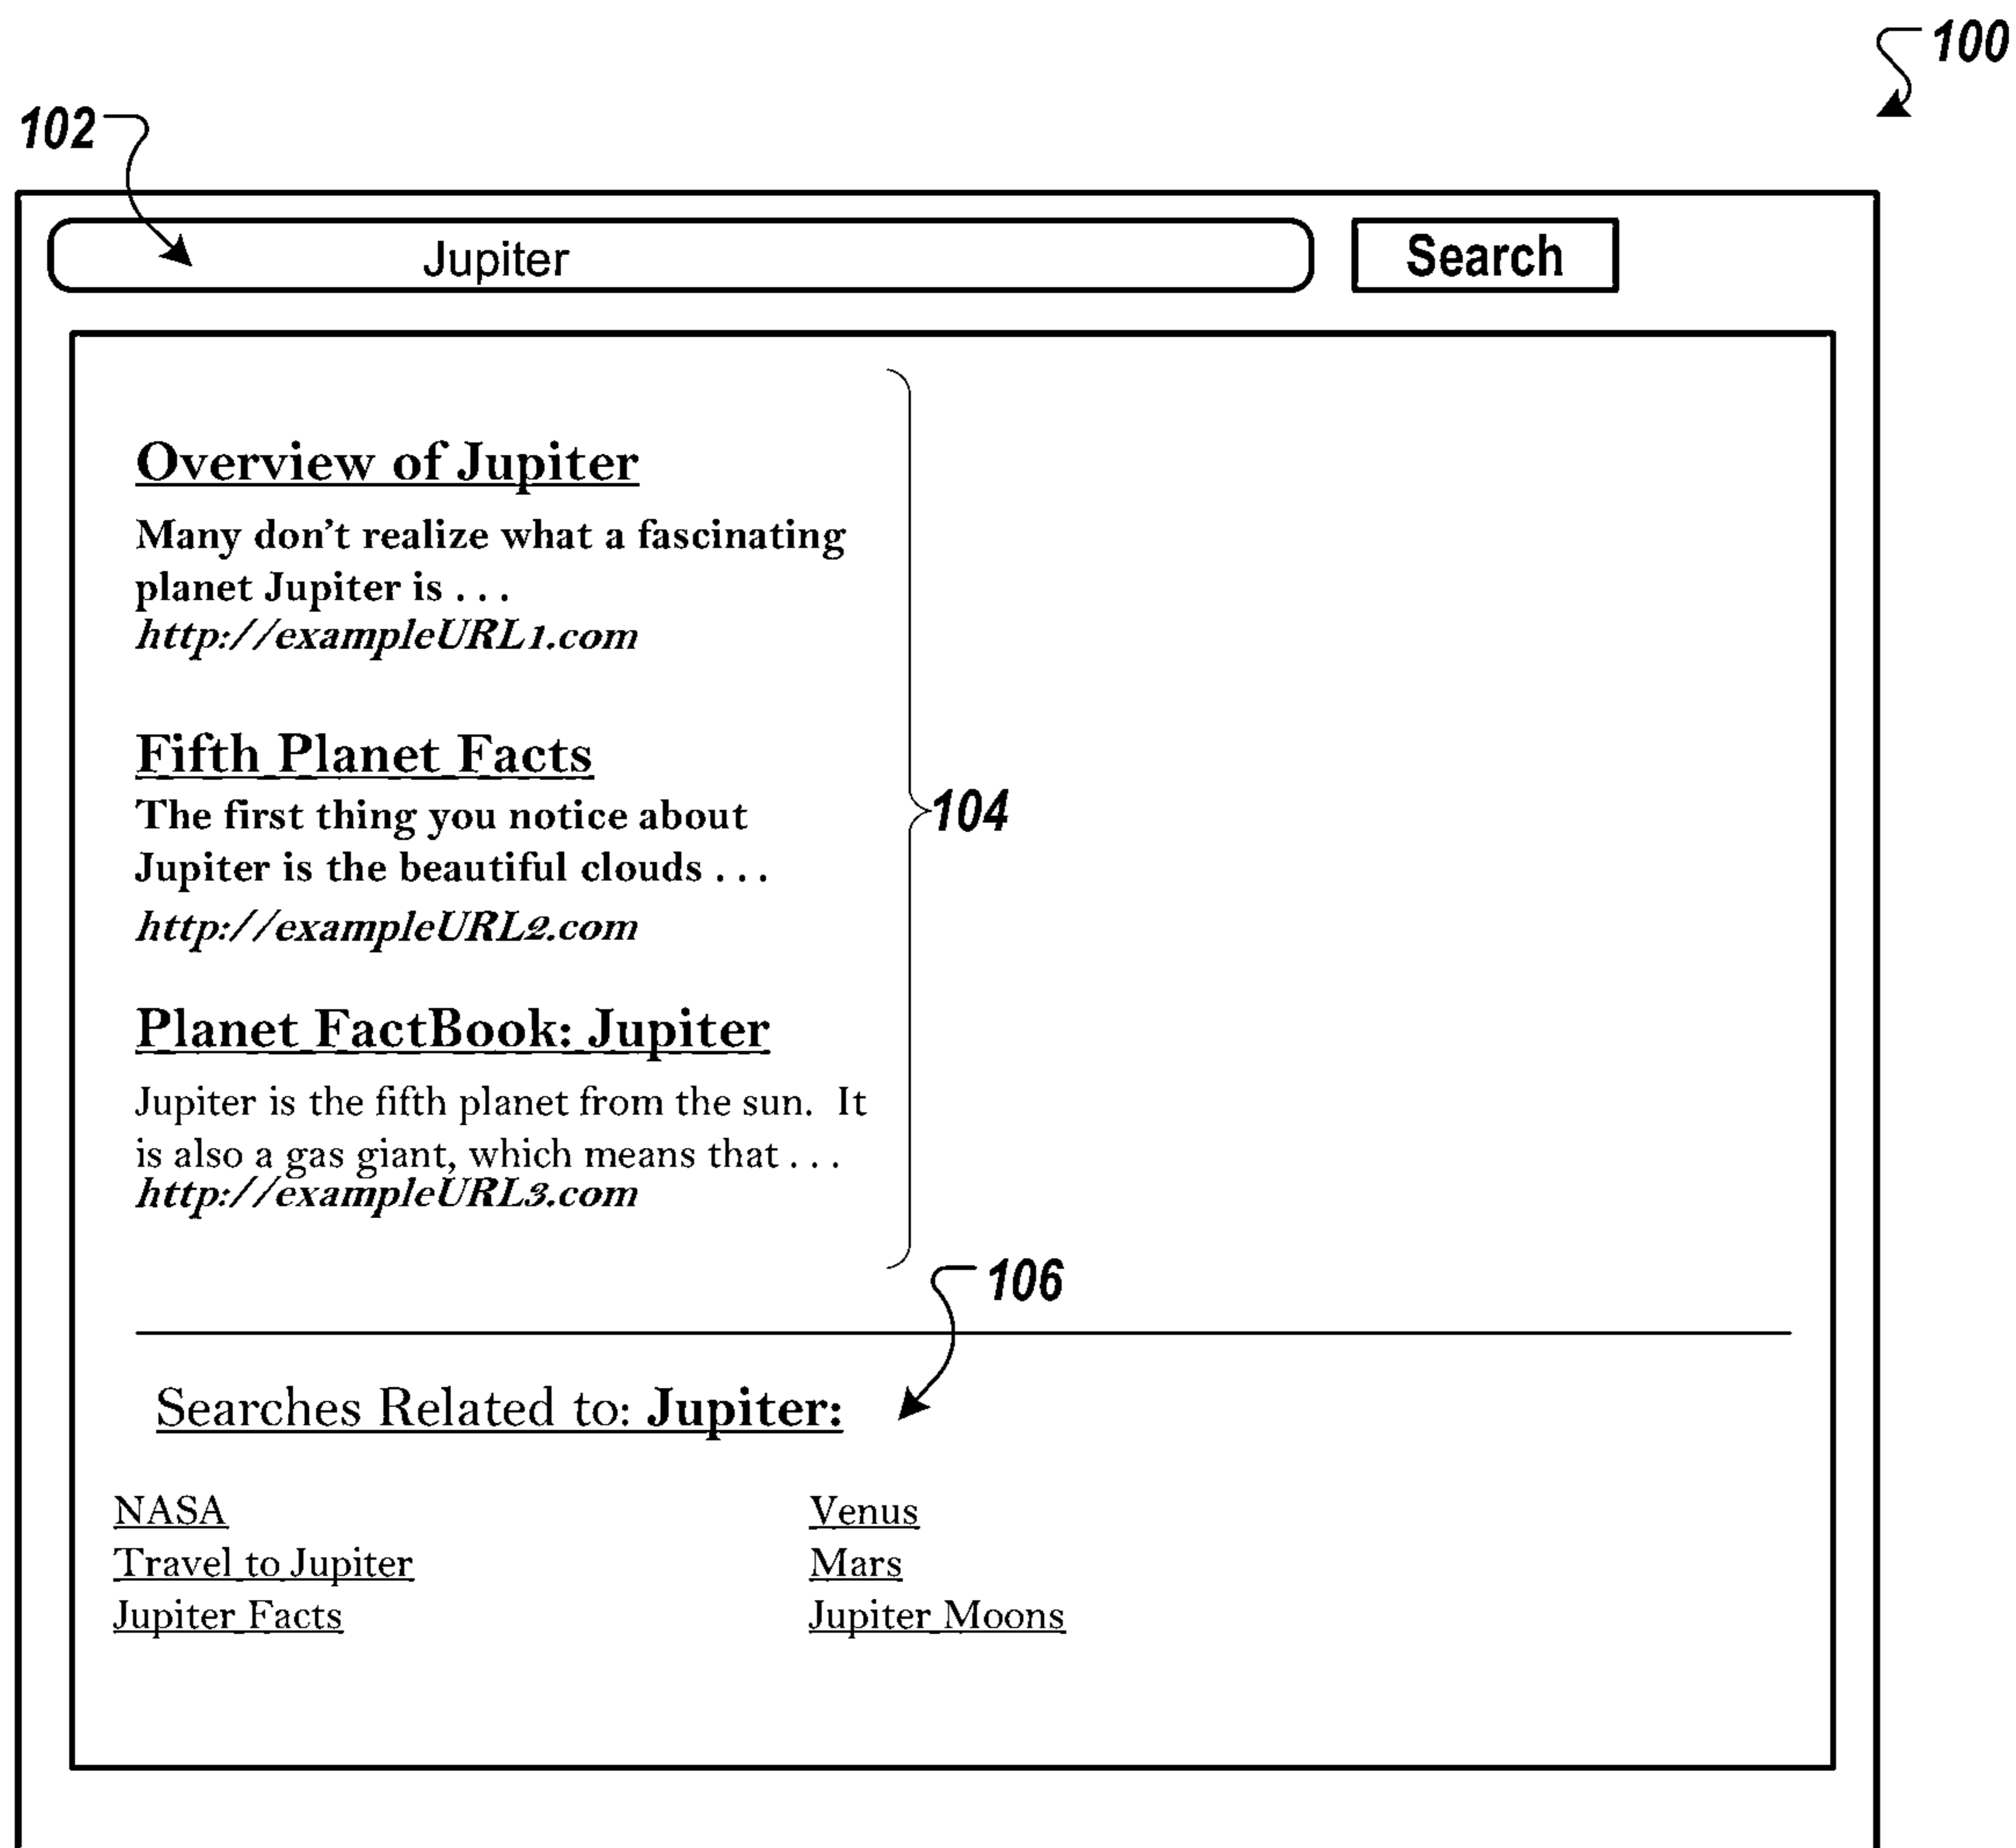 100
102
Jupiter
Search
Overview of Jupiter
Many don't realize what a fascinating
planet Jupiter is . . .
http://exampleURL1.com
Fifth Planet Facts
The first thing you notice about
Jupiter is the beautiful clouds . . .
http://exampleURL2.com
104
Planet FactBook: Jupiter
Jupiter is the fifth planet from the sun. It
is also a gas giant, which means that . . .
http://exampleURL3.com
106
Searches Related to: Jupiter:
NASA
Travel to Jupiter
Jupiter Facts
Venus
Mars
Jupiter Moons